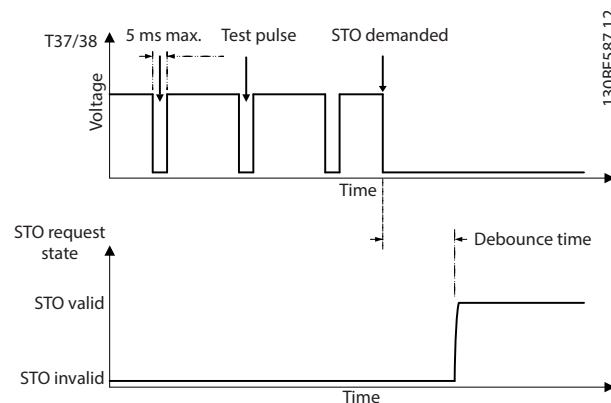 T37/38
5 ms max.
Test pulse
STO demanded
130BE587.12
Voltage
Time
STO request
state
Debounce time
STO valid
STO invalid
Time